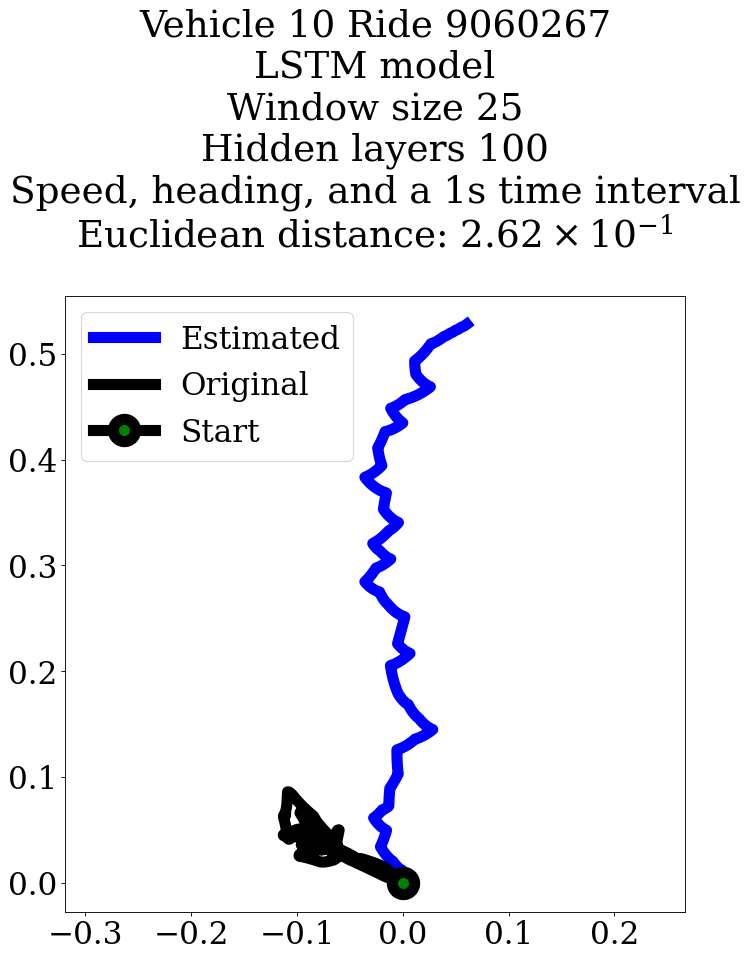 Vehicle 10 Ride 9060267
LSTM model
Window size 25
Hidden layers 100
Speed, heading, and a 1s time interval
Euclidean distance: 2.62 × 10⁻¹
Estimated
Original
Start
0.5
0.4
0.3
0.2
0.1
0.0
−0.3 −0.2 −0.1 0.0 0.1 0.2